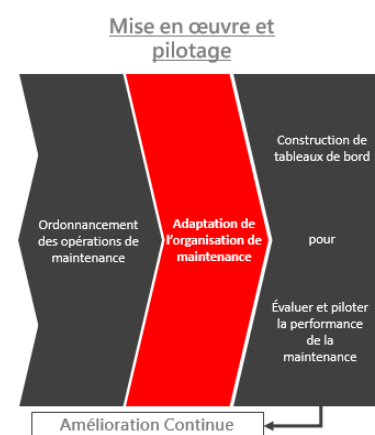 Mise en œuvre et
pilotage
Ordonnancement
des opérations de
maintenance
Adaptation de
l'organisation de
maintenance
Construction de
tableaux de bord
pour
Évaluer et piloter
la performance
de la
maintenance
Amélioration Continue